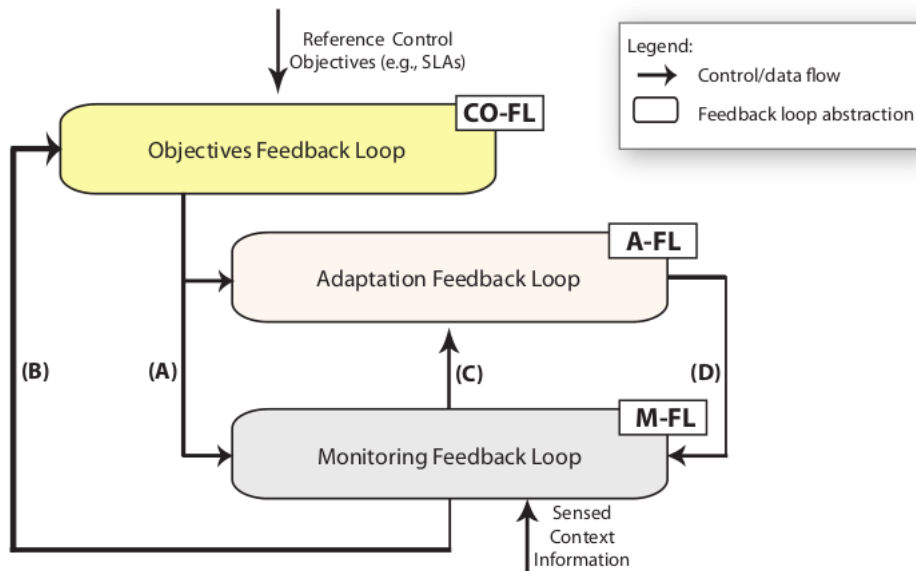 Reference Control
Objectives (e.g., SLAs)
Legend:
Control/data flow
Feedback loop abstraction
CO-FL
Objectives Feedback Loop
A-FL
Adaptation Feedback Loop
(B)
(A)
(C)
(D)
M-FL
Monitoring Feedback Loop
Sensed
Context
Information